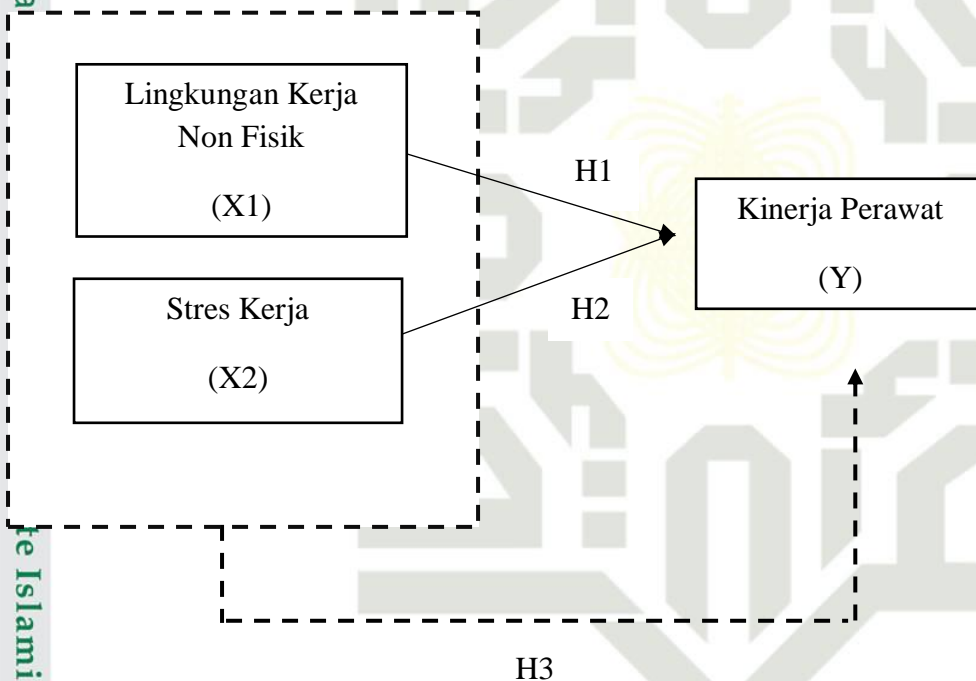 Lingkungan Kerja
Non Fisik
(X1)
H1
Kinerja Perawat
(Y)
Stres Kerja
(X2)
H2
H3
te Islami